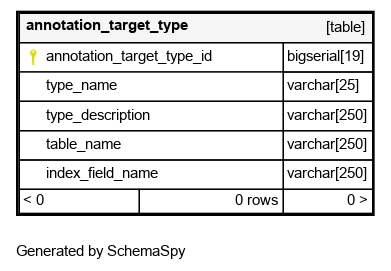 annotation_target_type [table]
annotation_target_type_id bigserial[19]
type_name varchar[25]
type_description varchar[250]
table_name varchar[250]
index_field_name varchar[250]
< 0 0 rows 0 >
Generated by SchemaSpy